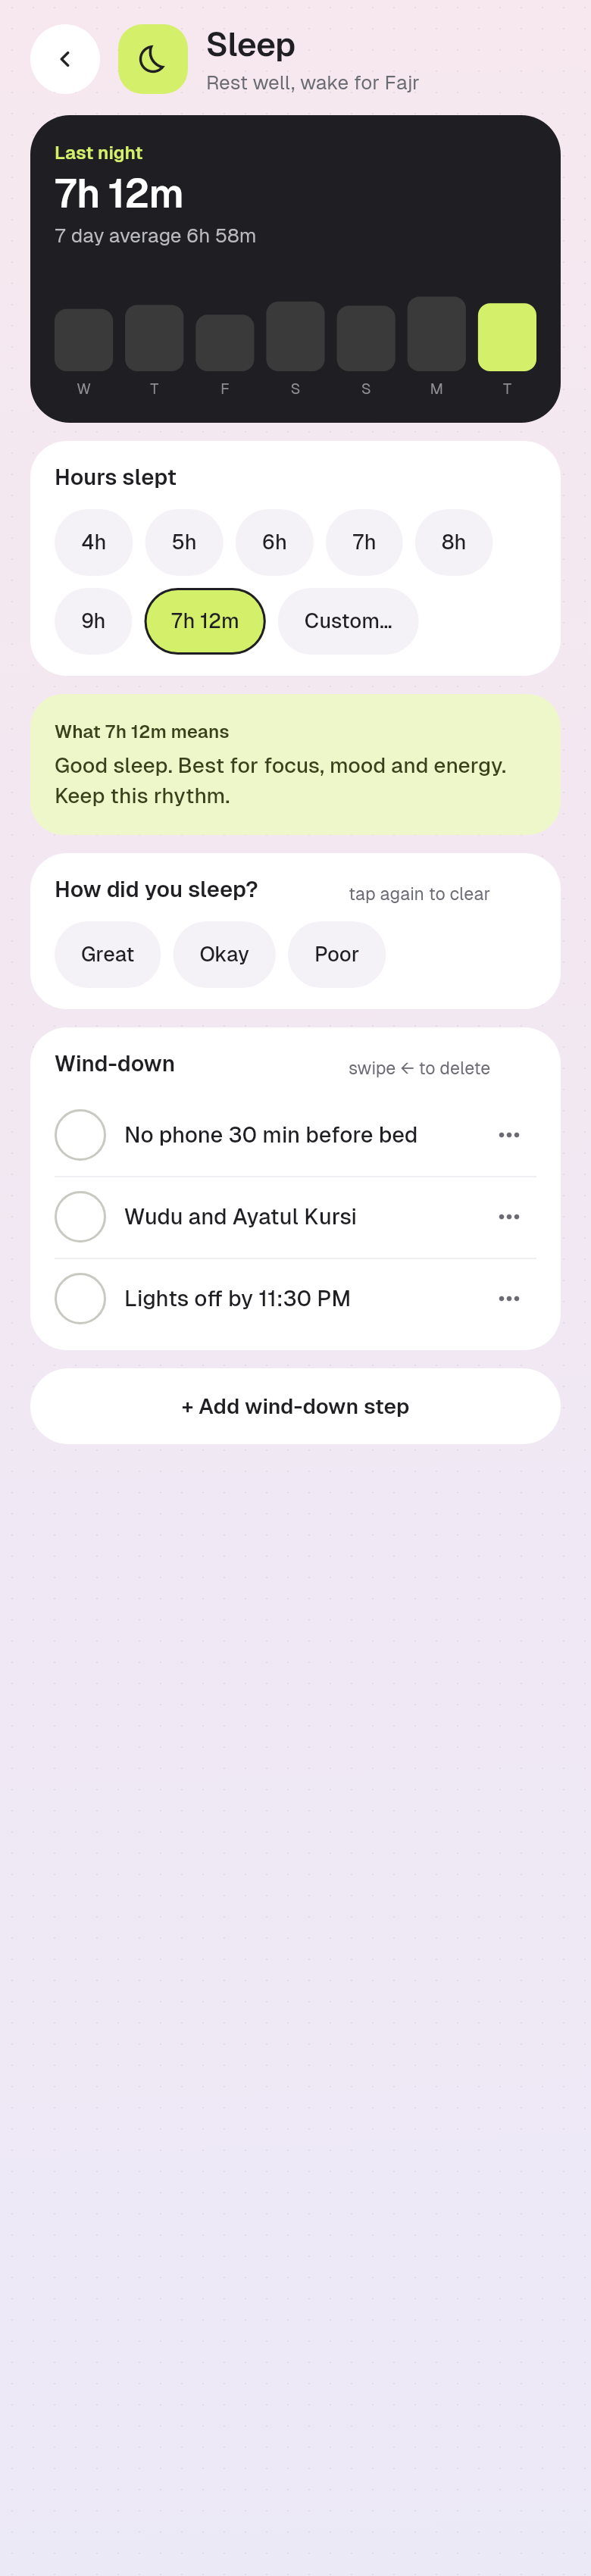 Sleep
Rest well, wake for Fajr
Last night
7h 12m
7 day average 6h 58m
W T F S S M T
Hours slept
4h 5h 6h 7h 8h
9h 7h 12m Custom...
What 7h 12m means
Good sleep. Best for focus, mood and energy.
Keep this rhythm.
How did you sleep? tap again to clear
Great Okay Poor
Wind-down swipe ← to delete
No phone 30 min before bed
Wudu and Ayatul Kursi
Lights off by 11:30 PM
+ Add wind-down step